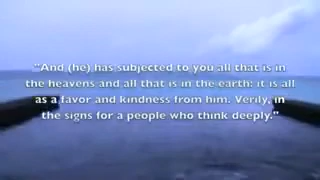 "And (he) has subjected to you all that is in
the heavens and all that is in the earth: it is all
as a favor and kindness from him. Verily, in
the signs for a people who think deeply."